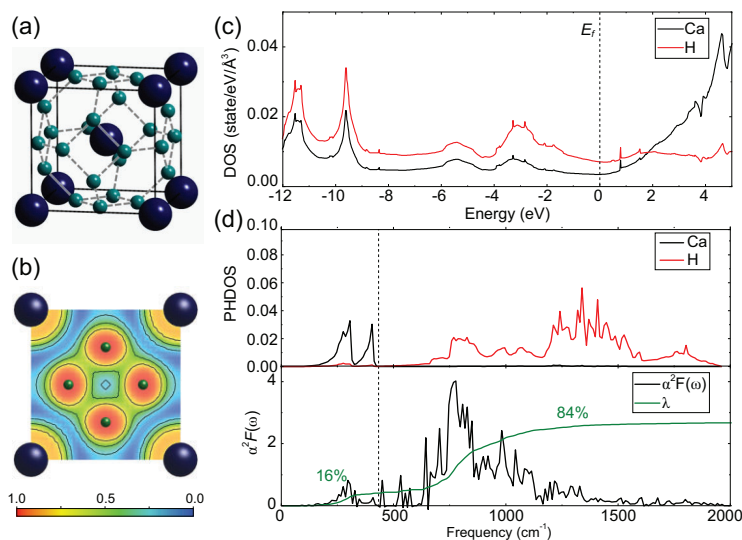 (a)
(b)
1.0 0.5 0.0
(c)
DOS (state/eV/Å³)
0.04
0.02
0.01
0.00
E_f
Ca
H
-12 -10 -8 -6 -4 -2 0 2 4
Energy (eV)
(d)
PHDOS
0.10
0.08
0.06
0.04
0.02
0.00
Ca
H
α²F(ω)
4
2
0
α²F(ω)
λ
16%
84%
0 500 1000 1500 2000
Frequency (cm⁻¹)